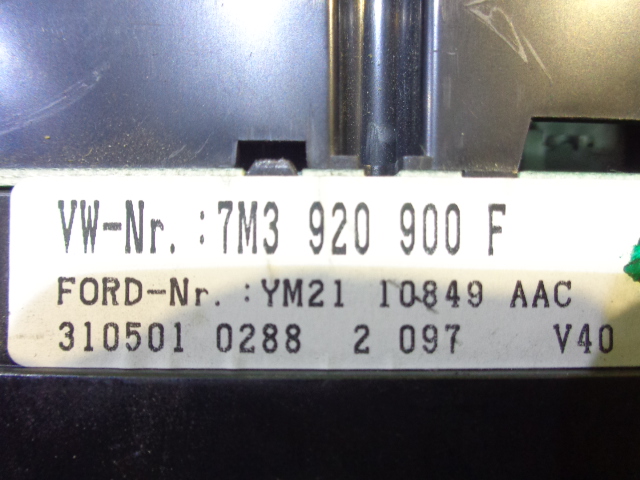 VW-Nr.:7M3 920 900 F
FORD-Nr.:YM21 10849 AAC
310501 0288 2 097 V40